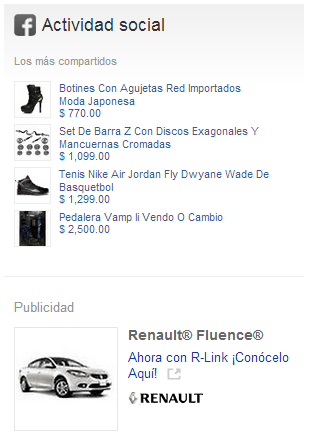 Actividad social
Los más compartidos
Botines Con Agujetas Red Importados
Moda Japonesa
$ 770.00
Set De Barra Z Con Discos Exagonales Y
Mancuernas Cromadas
$ 1,099.00
Tenis Nike Air Jordan Fly Dwyane Wade De
Basquetbol
$ 1,299.00
Pedalera Vamp Ii Vendo O Cambio
$ 2,500.00
Publicidad
Renault® Fluence®
Ahora con R-Link ¡Conócelo
Aquí!
RENAULT